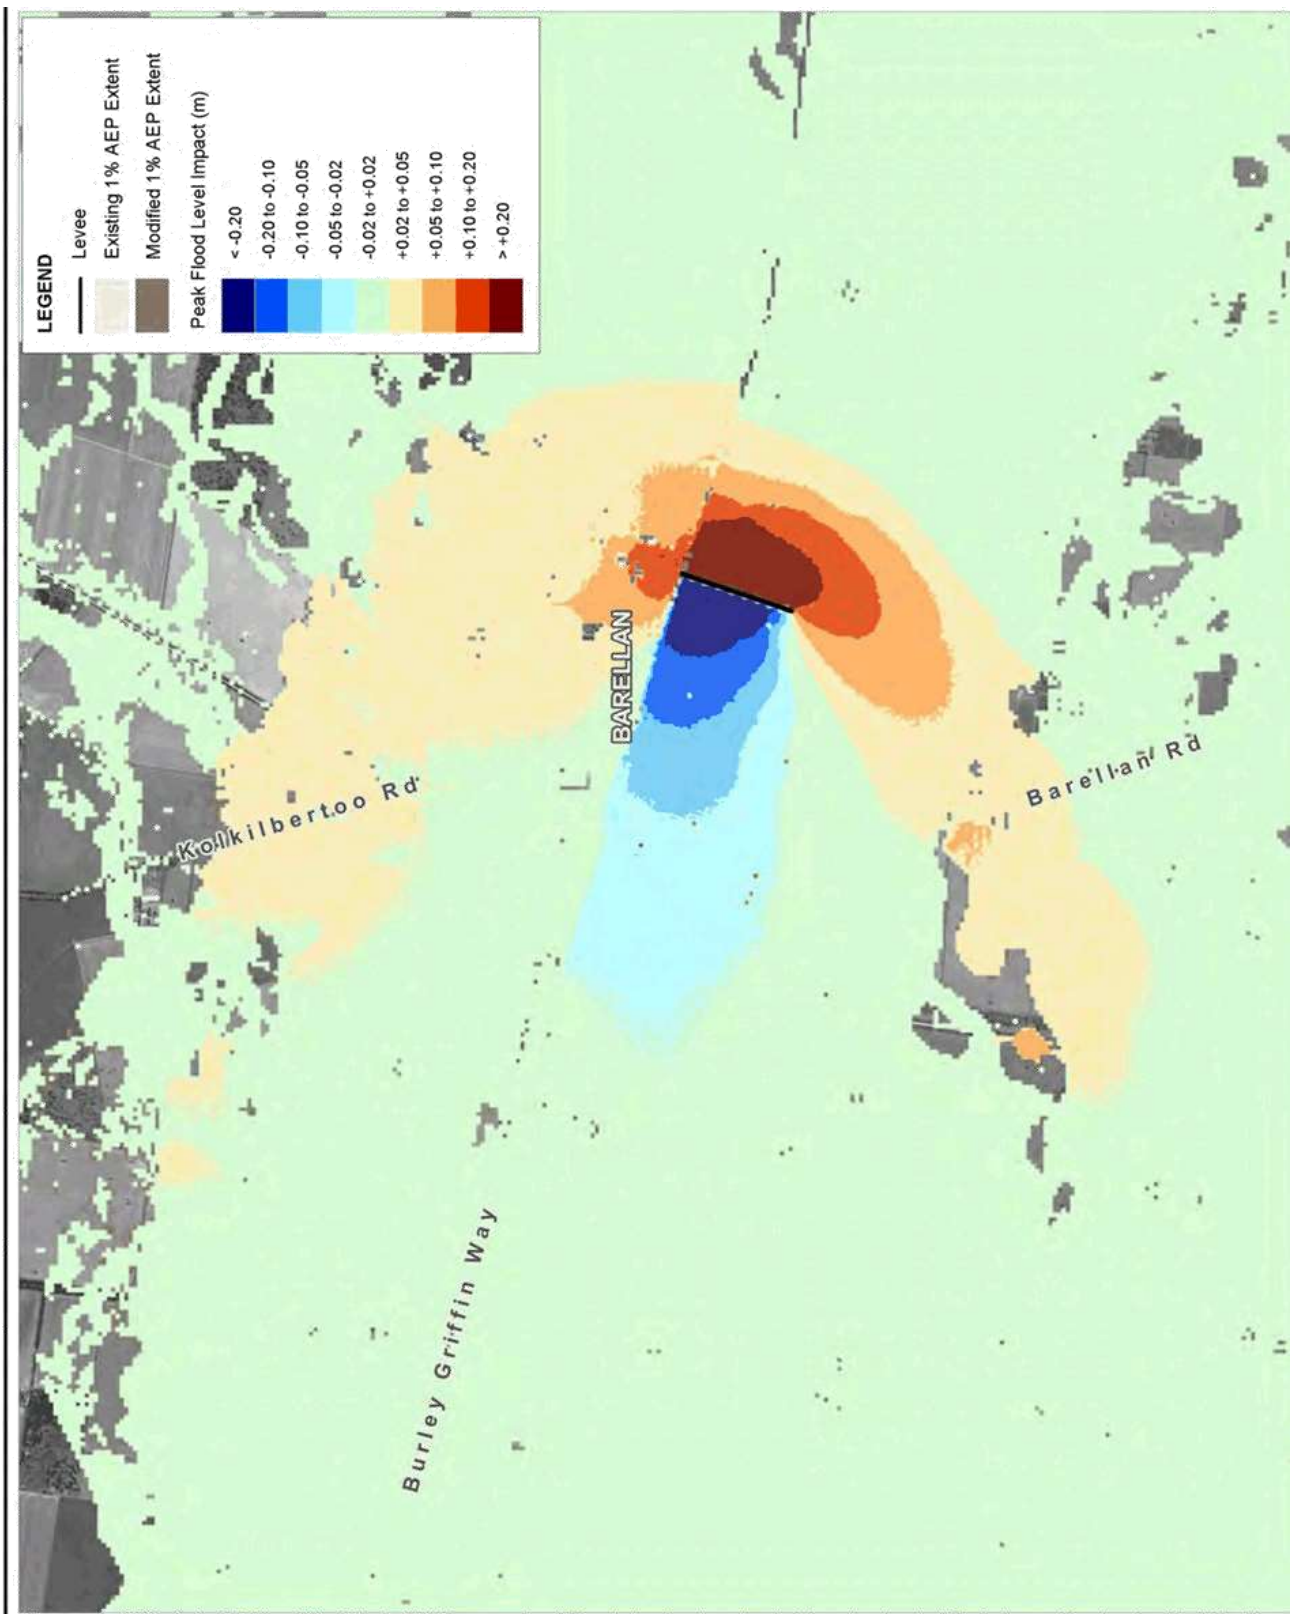 LEGEND
Levee
Existing 1% AEP Extent
Modified 1% AEP Extent
Peak Flood Level Impact (m)
< -0.20
-0.20 to -0.10
-0.10 to -0.05
-0.05 to -0.02
-0.02 to +0.02
+0.02 to +0.05
+0.05 to +0.10
+0.10 to +0.20
> +0.20
Kolkilbertoo Rd
BARELLAN
Barellan Rd
Burley Griffin Way